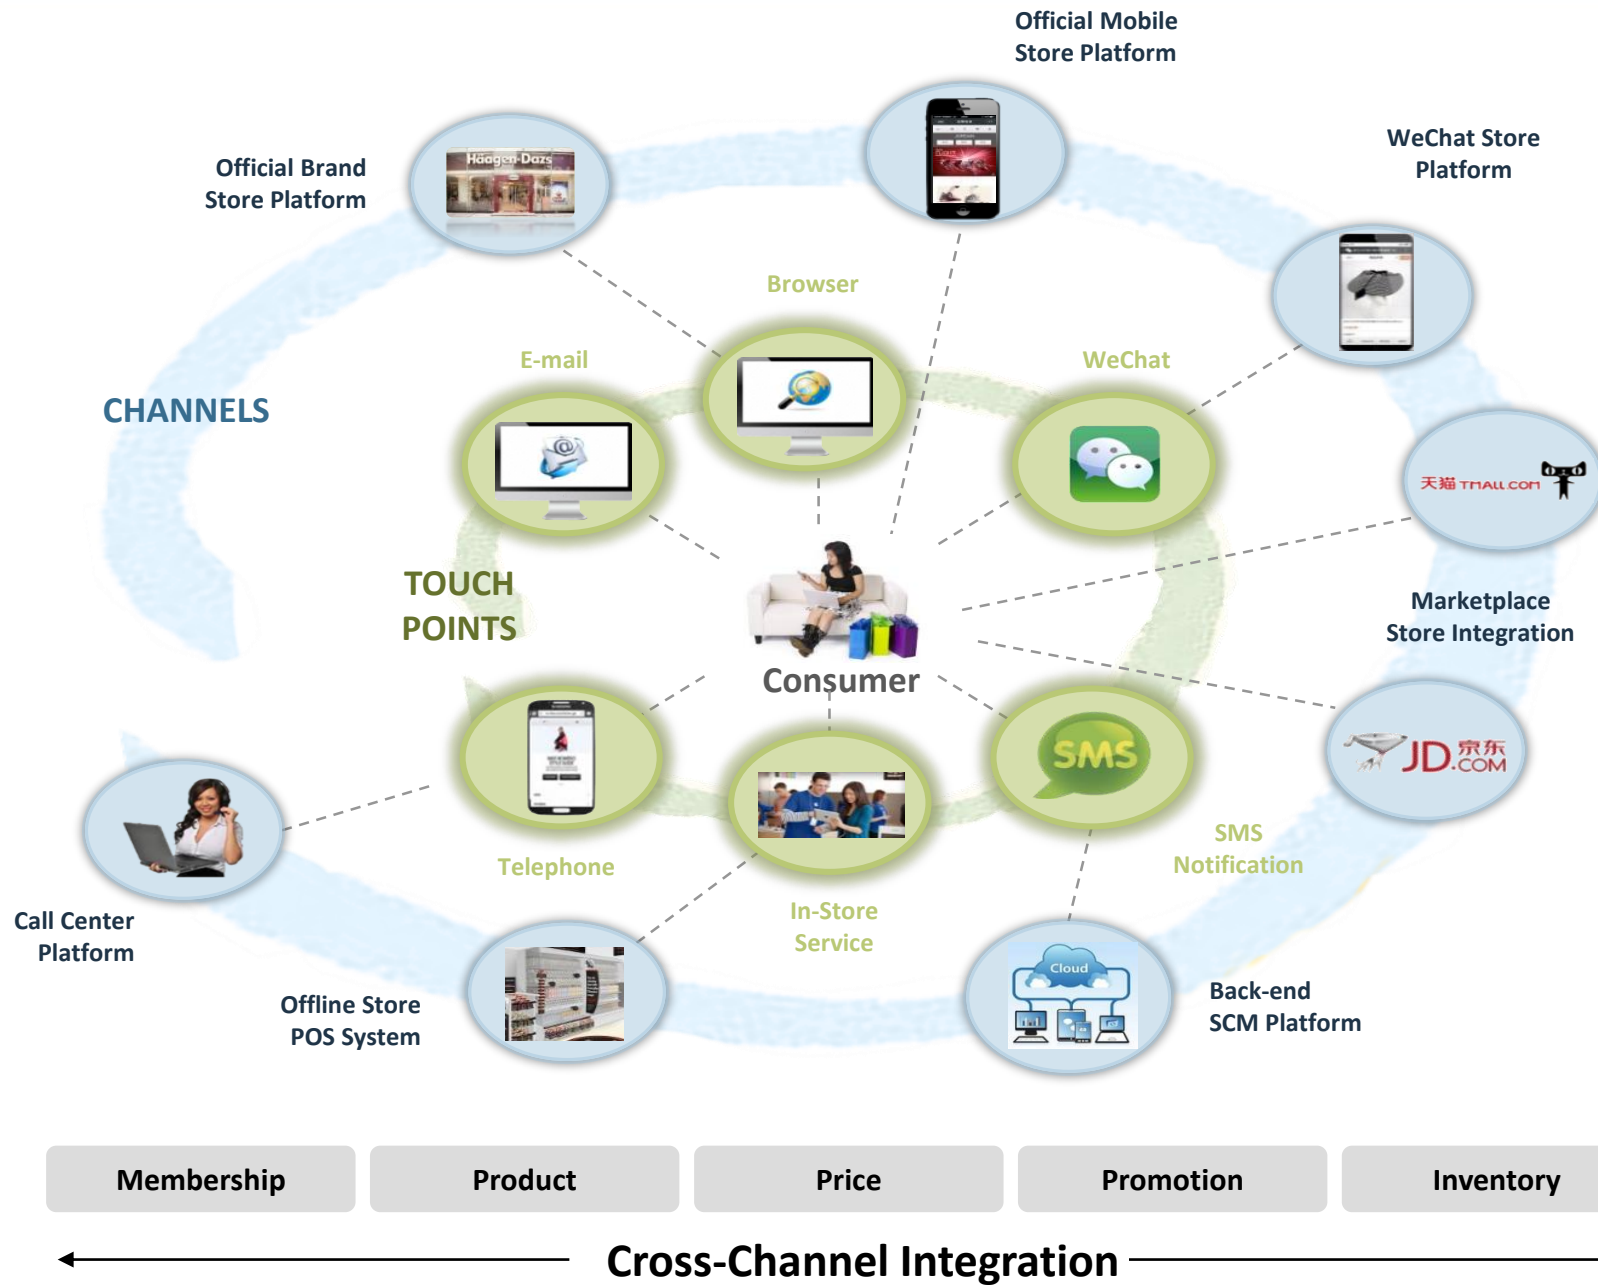 Official Mobile
Store Platform
WeChat Store
Platform
Official Brand
Store Platform
Häagen-Dazs
Browser
E-mail
WeChat
CHANNELS
天猫 TMALL.COM
TOUCH
POINTS
Marketplace
Store Integration
Consumer
SMS
JD 京东
.COM
SMS
Notification
Telephone
In-Store
Service
Call Center
Platform
Cloud
Offline Store
POS System
Back-end
SCM Platform
Membership
Product
Price
Promotion
Inventory
Cross-Channel Integration